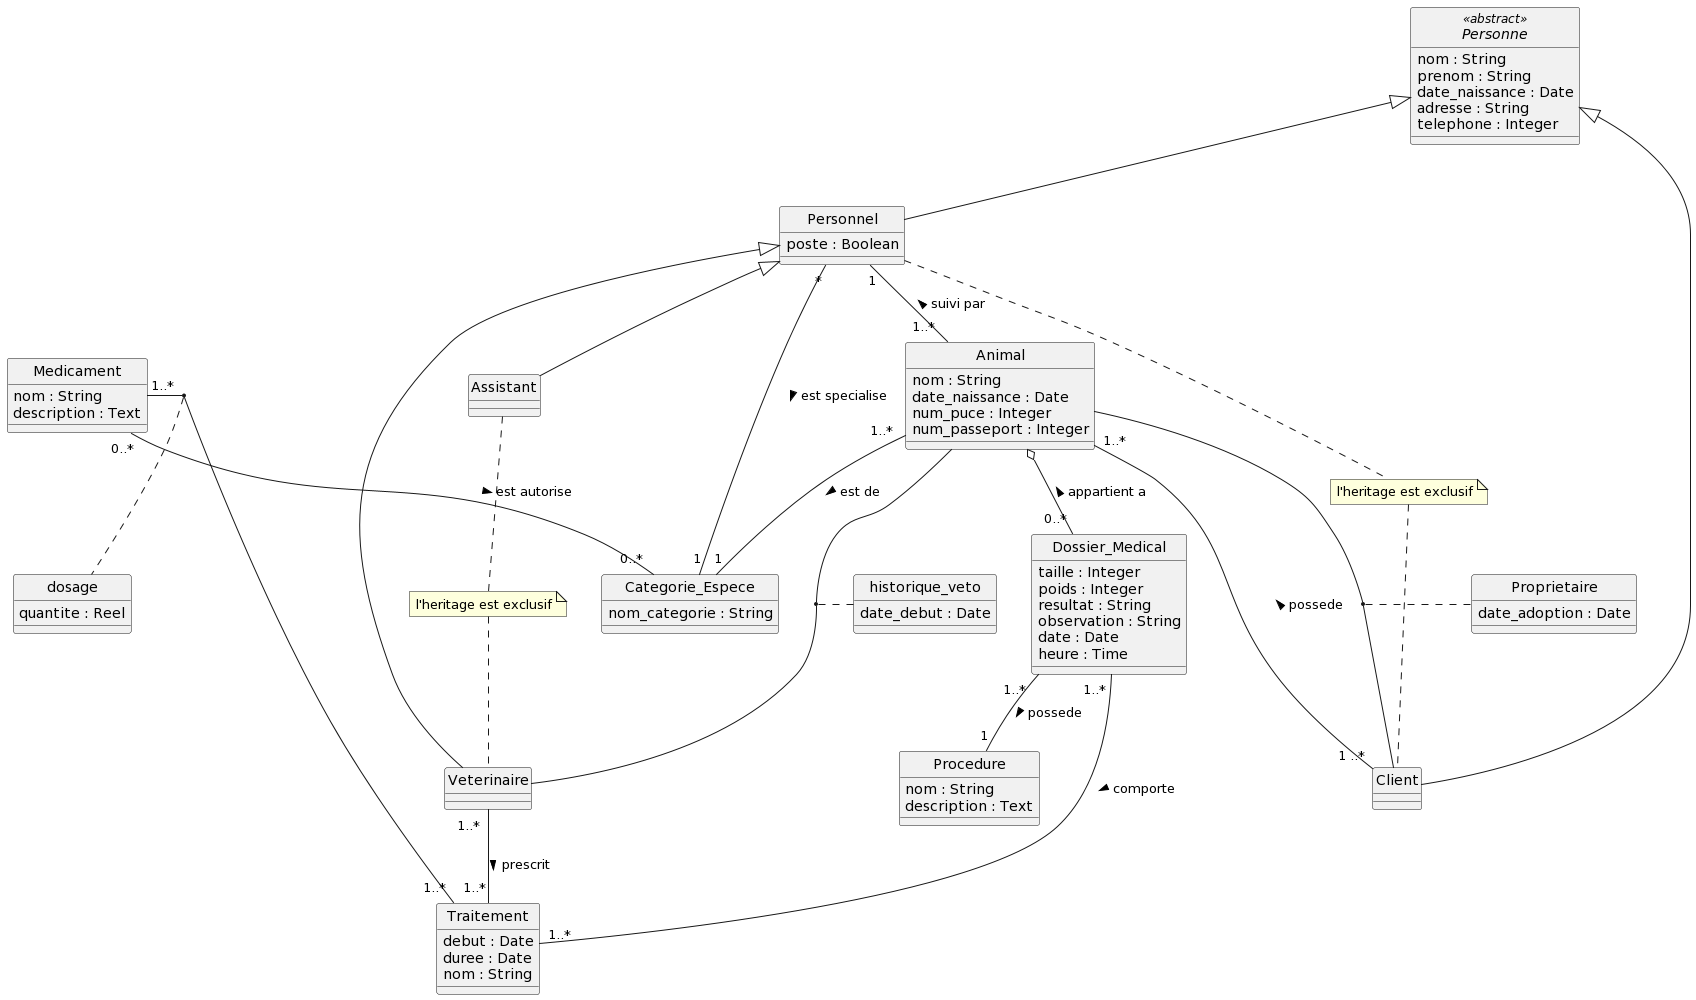 «abstract»
Personne
nom : String
prenom : String
date_naissance : Date
adresse : String
telephone : Integer
Personnel
poste : Boolean
*
1
suivi par
1..*
Medicament
nom : String
description : Text
1..*
0..*
Assistant
est specialise
Animal
nom : String
date_naissance : Date
num_puce : Integer
num_passeport : Integer
1..*
1..*
est autorise
est de
appartient a
0..*
l'heritage est exclusif
0..*
1
1
dosage
quantite : Reel
l'heritage est exclusif
Categorie_Espece
nom_categorie : String
historique_veto
date_debut : Date
Dossier_Medical
taille : Integer
poids : Integer
resultat : String
observation : String
date : Date
heure : Time
possede
Proprietaire
date_adoption : Date
1..*
1..*
possede
1
1 ..*
Veterinaire
Procedure
nom : String
description : Text
comporte
Client
1..*
prescrit
1..*
1..*
Traitement
debut : Date
duree : Date
nom : String
1..*